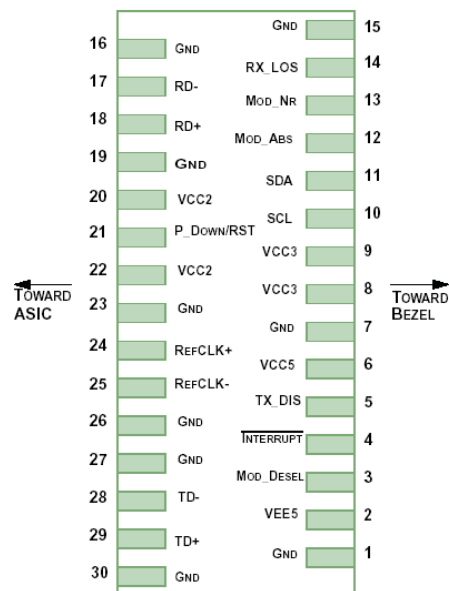 GND 15
16 GND
RX_LOS 14
17 RD-
MOD_NR 13
18 RD+
MOD_ABS 12
19 GND
SDA 11
20 VCC2
SCL 10
21 P_DOWN/RST
VCC3 9
22 VCC2
VCC3 8
TOWARD ASIC
TOWARD BEZEL
23 GND
GND 7
24 REFCLK+
VCC5 6
25 REFCLK-
TX_DIS 5
26 GND
INTERRUPT 4
27 GND
MOD_DESEL 3
28 TD-
VEE5 2
29 TD+
GND 1
30 GND